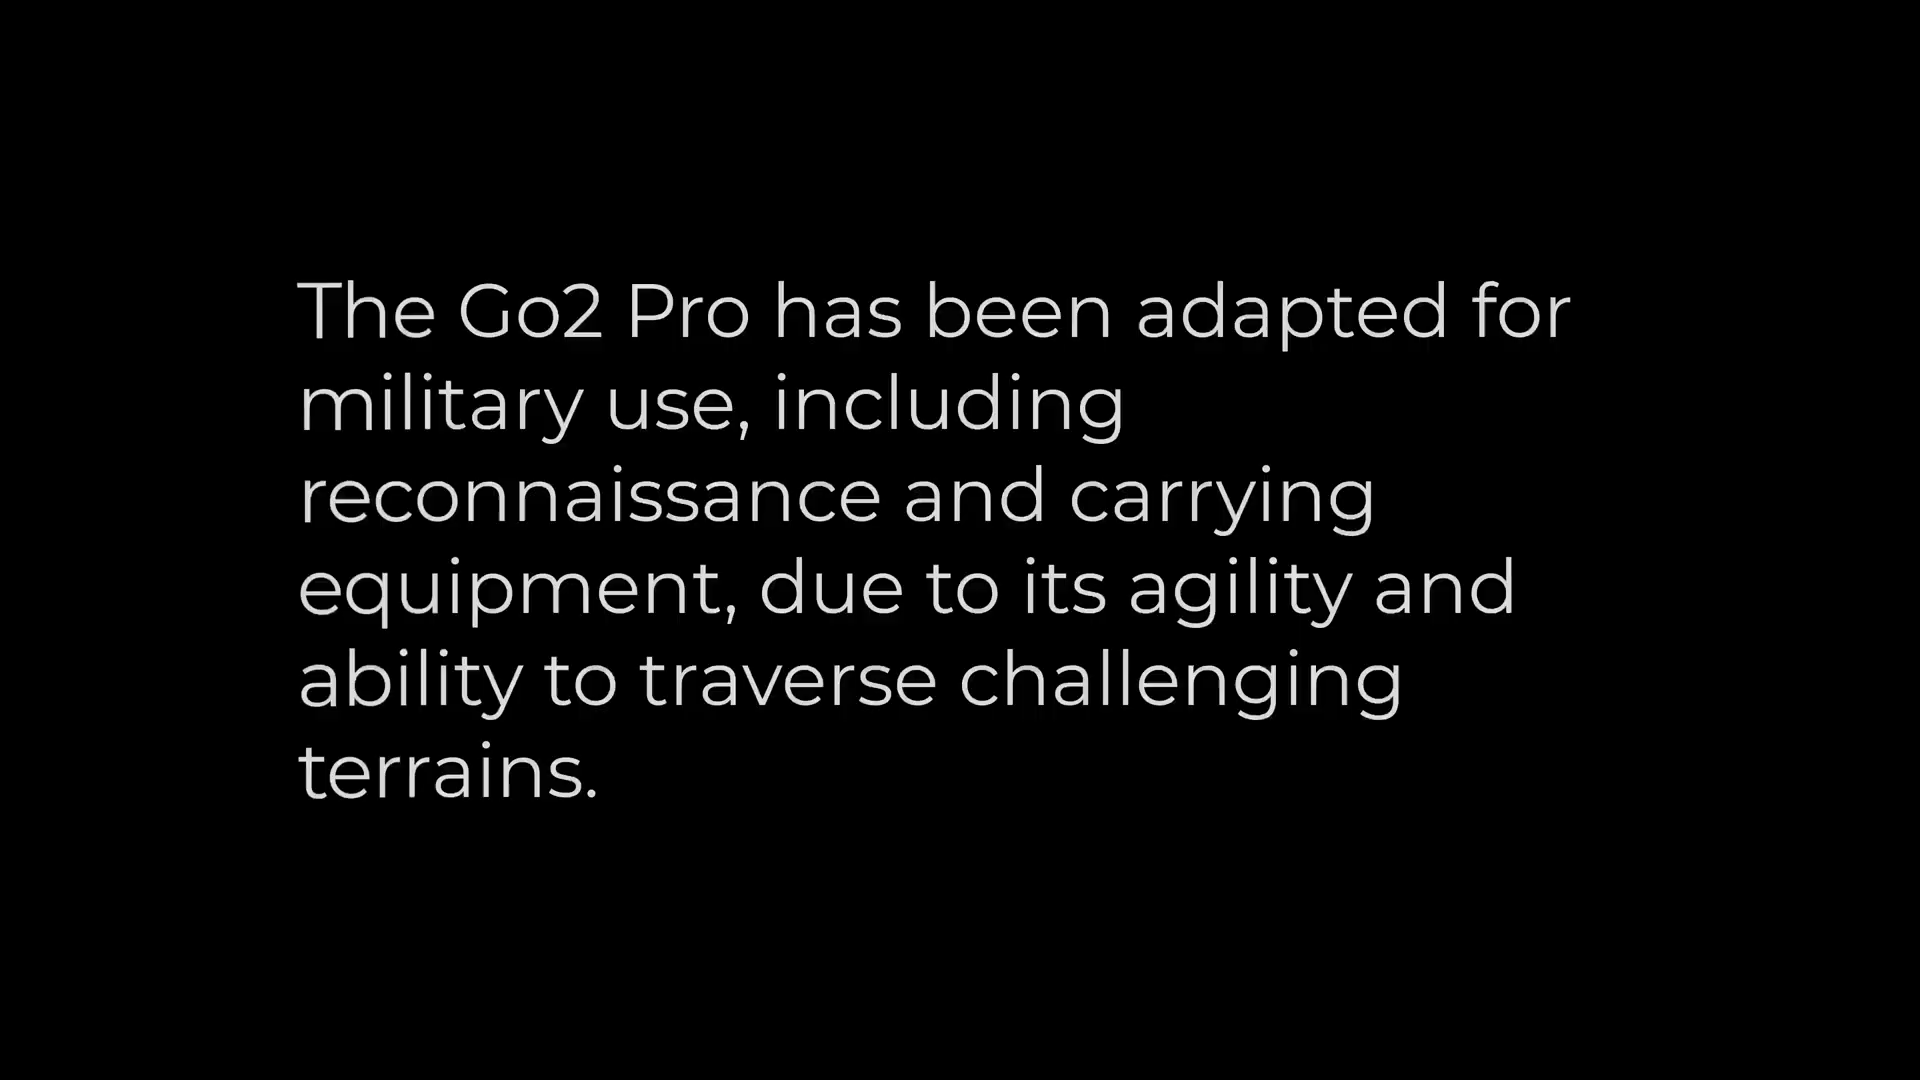 The Go2 Pro has been adapted for
military use, including
reconnaissance and carrying
equipment, due to its agility and
ability to traverse challenging
terrains.